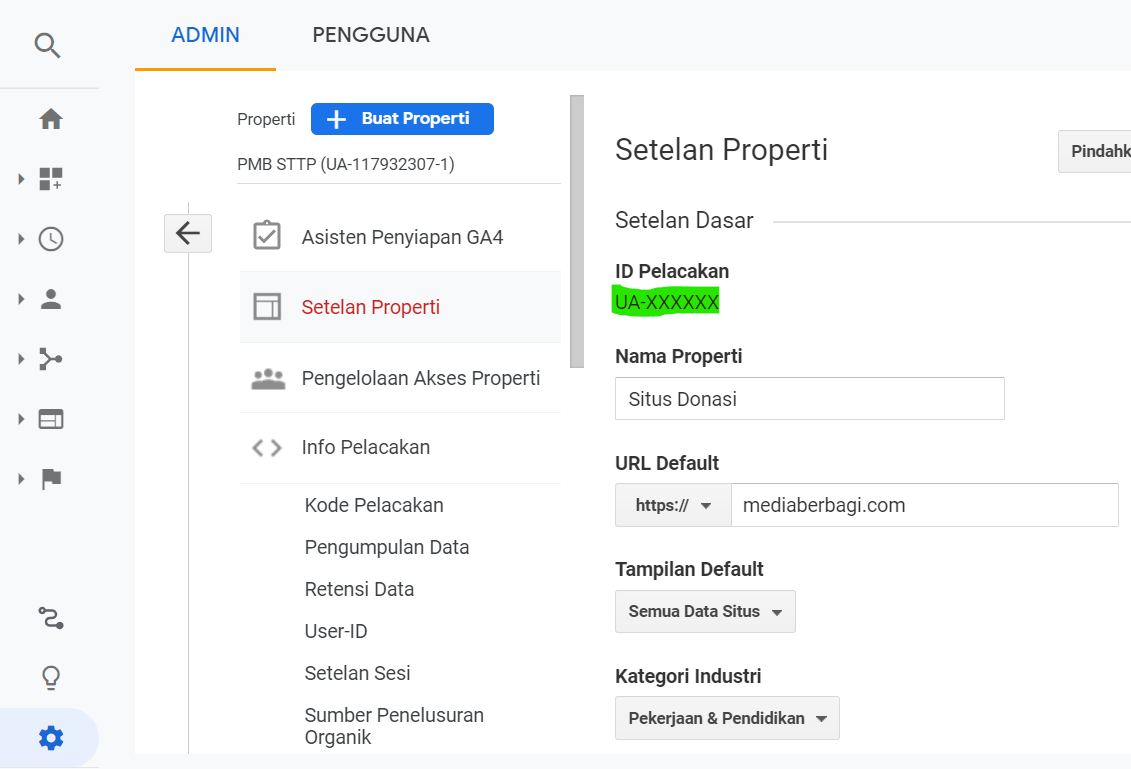 ADMIN
PENGGUNA
Properti
Buat Properti
PMB STTP (UA-117932307-1)
Asisten Penyiapan GA4
Setelan Properti
Pengelolaan Akses Properti
Info Pelacakan
Kode Pelacakan
Pengumpulan Data
Retensi Data
User-ID
Setelan Sesi
Sumber Penelusuran
Organik
Setelan Properti
Pindahk
Setelan Dasar
ID Pelacakan
UA-XXXXXX
Nama Properti
Situs Donasi
URL Default
https://
mediaberbagi.com
Tampilan Default
Semua Data Situs
Kategori Industri
Pekerjaan & Pendidikan